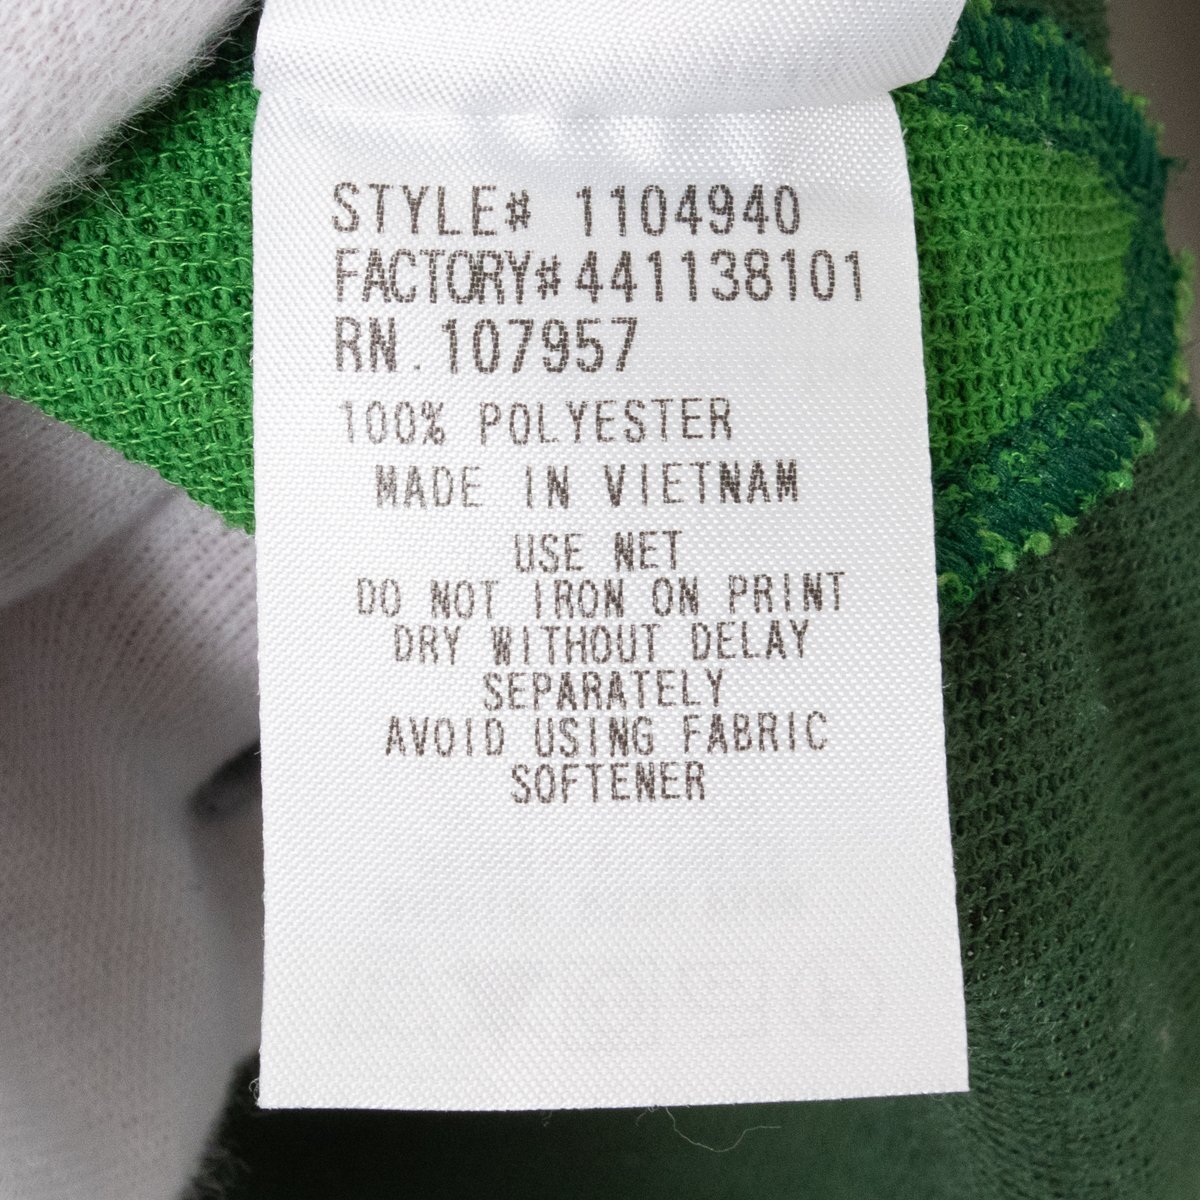 STYLE# 1104940
FACTORY#441138101
RN.107957
100% POLYESTER
MADE IN VIETNAM
USE NET
DO NOT IRON ON PRINT
DRY WITHOUT DELAY
SEPARATELY
AVOID USING FABRIC
SOFTENER